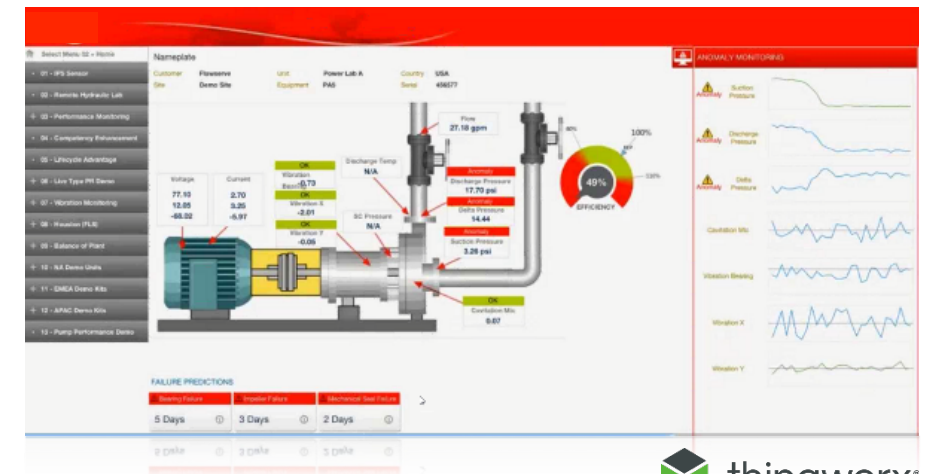 Select Menu 02 - Home
01 - IPS Sensor
02 - Remote Hydraulic Lab
03 - Performance Monitoring
04 - Competency Enhancement
05 - Lifecycle Advantage
06 - Live Type PR Demo
07 - Vibration Monitoring
08 - Houston (FLS)
09 - Balance of Plant
10 - NA Demo Units
11 - EMEA Demo Kits
12 - APAC Demo Kits
13 - Pump Performance Demo
Nameplate
Customer Flowserve Unit Power Lab A Country USA
Site Demo Site Equipment PAS Serial 456577
Flow
27.18 gpm
Voltage
77.10
12.05
-68.02
Current
2.70
3.25
-5.97
OK
Vibration
Bearing
0.73
OK
Vibration X
-2.01
OK
Vibration Y
-0.05
Discharge Temp
N/A
SC Pressure
N/A
Anomaly
Discharge Pressure
17.70 psi
Anomaly
Delta Pressure
14.44
Anomaly
Suction Pressure
3.26 psi
OK
Cavitation Mic
0.07
100%
49%
EFFICIENCY
FAILURE PREDICTIONS
Bearing Failure
5 Days
Impeller Failure
3 Days
Mechanical Seal Failure
2 Days
ANOMALY MONITORING
Anomaly
Suction
Pressure
Anomaly
Discharge
Pressure
Anomaly
Delta
Pressure
Cavitation Mic
Vibration Bearing
Vibration X
Vibration Y
thingworx